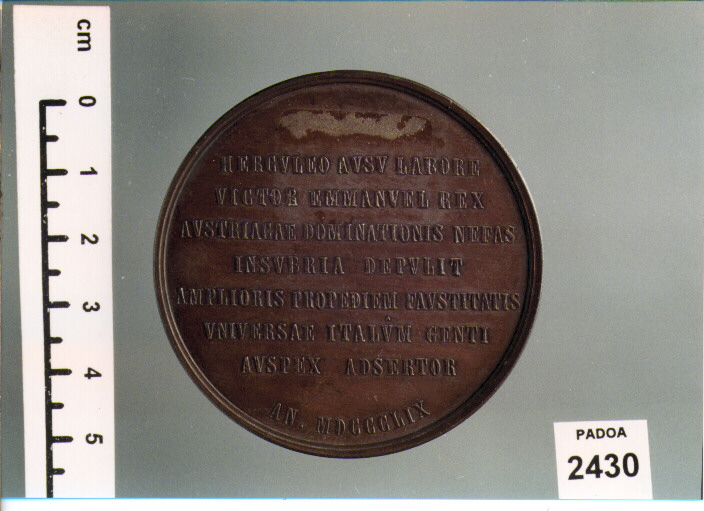 HERCVLEO AVSV LABORE
VICTOR EMMANVEL REX
AVSTRIACAE DOMINATIONIS NEFAS
INSVBRIA DEPVLIT
AMPLIORIS PROPEDIEM FAVSTITATIS
VNIVERSAE ITALVM GENTI
AVSPEX ADSERTOR
AN. MDCCCLIX
cm
0
1
2
3
4
5
PADOA
2430